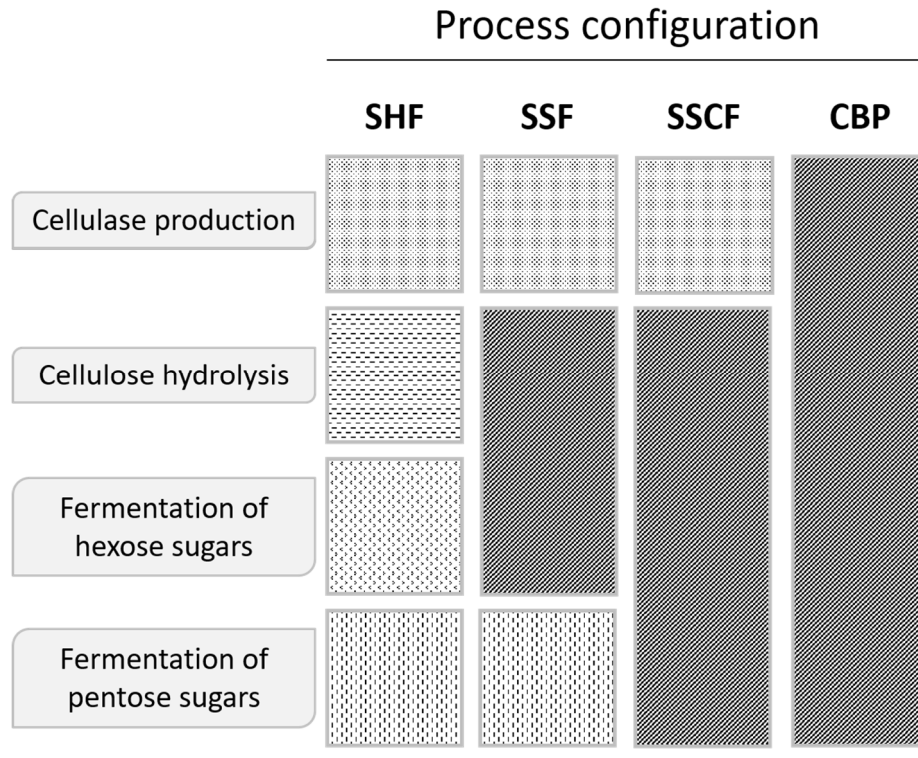 Process configuration
SHF SSF SSCF CBP
Cellulase production
Cellulose hydrolysis
Fermentation of
hexose sugars
Fermentation of
pentose sugars